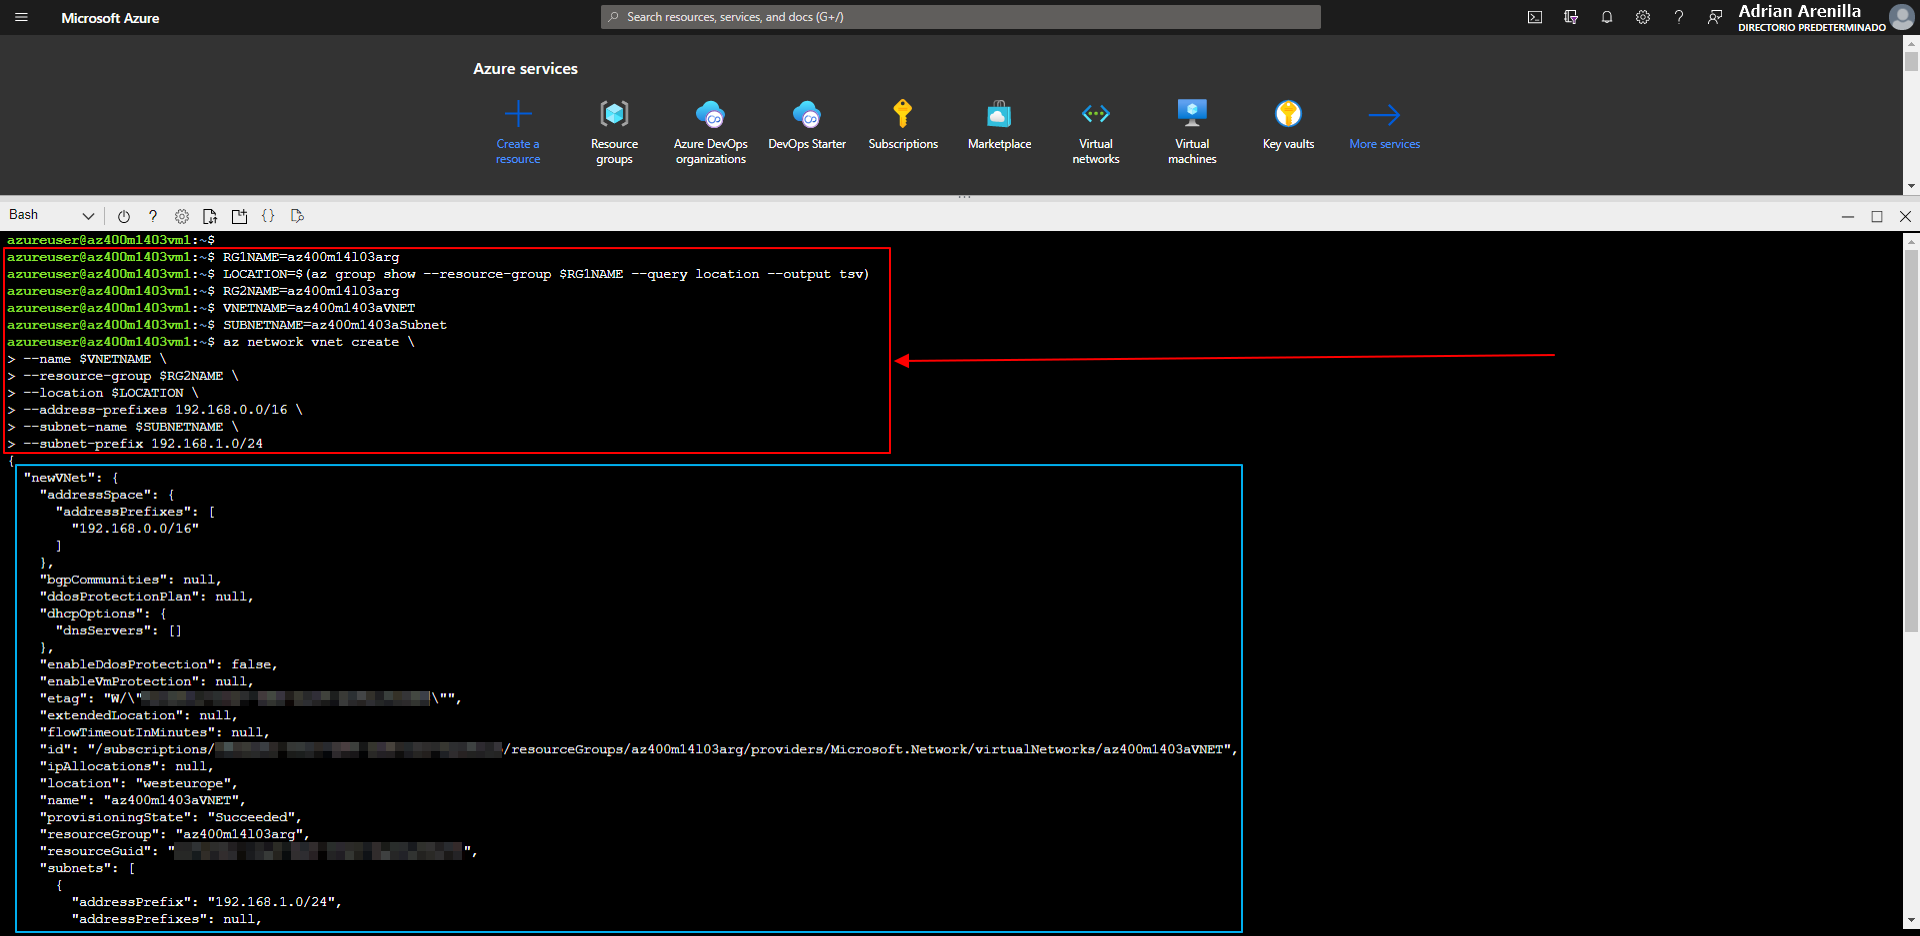 Microsoft Azure
Search resources, services, and docs (G+/)
Adrian Arenilla
DIRECTORIO PREDETERMINADO
Azure services
Create a resource
Resource groups
Azure DevOps organizations
DevOps Starter
Subscriptions
Marketplace
Virtual networks
Virtual machines
Key vaults
More services
Bash
azureuser@az400m1403vm1:~$
azureuser@az400m1403vm1:~$ RG1NAME=az400m14l03arg
azureuser@az400m1403vm1:~$ LOCATION=$(az group show --resource-group $RG1NAME --query location --output tsv)
azureuser@az400m1403vm1:~$ RG2NAME=az400m14l03arg
azureuser@az400m1403vm1:~$ VNETNAME=az400m1403aVNET
azureuser@az400m1403vm1:~$ SUBNETNAME=az400m1403aSubnet
azureuser@az400m1403vm1:~$ az network vnet create \
> --name $VNETNAME \
> --resource-group $RG2NAME \
> --location $LOCATION \
> --address-prefixes 192.168.0.0/16 \
> --subnet-name $SUBNETNAME \
> --subnet-prefix 192.168.1.0/24
{
"newVNet": {
"addressSpace": {
"addressPrefixes": [
"192.168.0.0/16"
]
},
"bgpCommunities": null,
"ddosProtectionPlan": null,
"dhcpOptions": {
"dnsServers": []
},
"enableDdosProtection": false,
"enableVmProtection": null,
"etag": "W/\"\"",
"extendedLocation": null,
"flowTimeoutInMinutes": null,
"id": "/subscriptions//resourceGroups/az400m14l03arg/providers/Microsoft.Network/virtualNetworks/az400m1403aVNET",
"ipAllocations": null,
"location": "westeurope",
"name": "az400m1403aVNET",
"provisioningState": "Succeeded",
"resourceGroup": "az400m14l03arg",
"resourceGuid": "",
"subnets": [
{
"addressPrefix": "192.168.1.0/24",
"addressPrefixes": null,